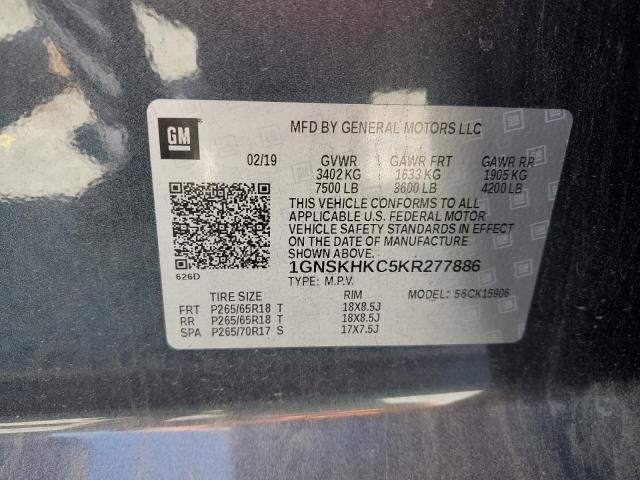 GM
MFD BY GENERAL MOTORS LLC
02/19 GVWR GAWR FRT GAWR RR
3402 KG 1633 KG 1905 KG
7500 LB 3600 LB 4200 LB
THIS VEHICLE CONFORMS TO ALL
APPLICABLE U.S. FEDERAL MOTOR
VEHICLE SAFETY STANDARDS IN EFFECT
ON THE DATE OF MANUFACTURE
SHOWN ABOVE.
626D
1GNSKHKC5KR277886
TYPE: M.P.V. MODEL:
TIRE SIZE RIM
FRT P265/65R18 T 18X8.5J
RR P265/65R18 T 18X8.5J
SPA P265/70R17 S 17X7.5J